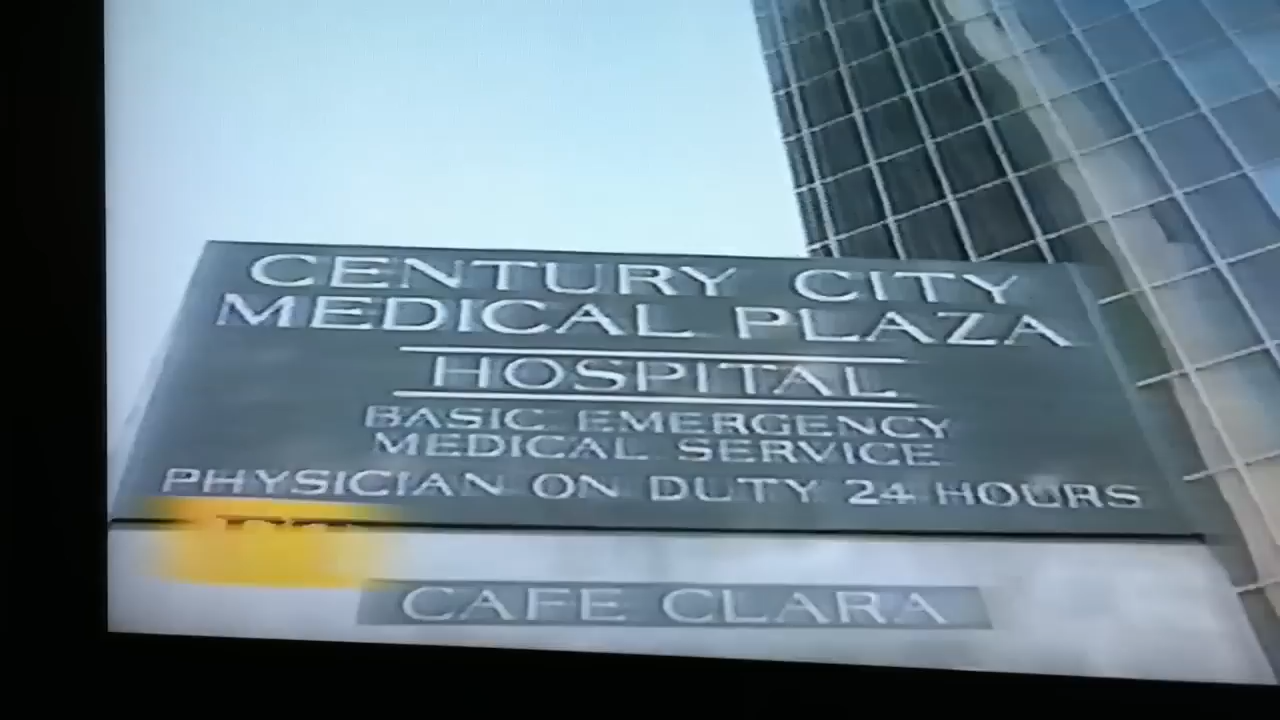 CENTURY CITY
MEDICAL PLAZA
HOSPITAL
BASIC EMERGENCY
MEDICAL SERVICE
PHYSICIAN ON DUTY 24 HOURS
CAFE CLARA